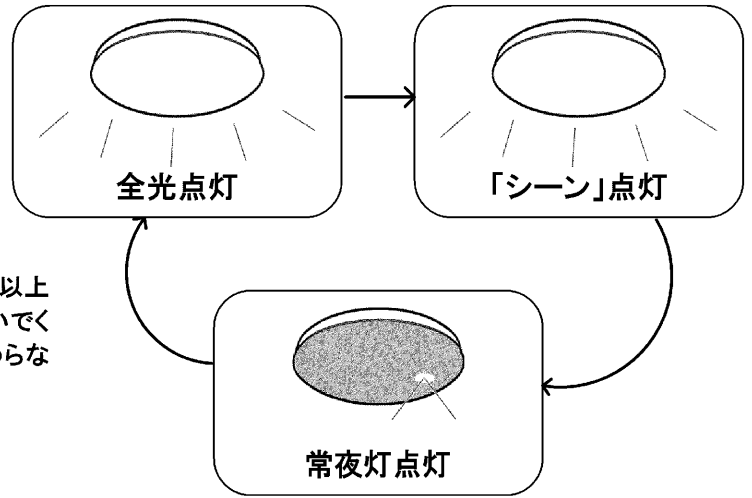 全光点灯
「シーン」点灯
以上
いでく
らな
常夜灯点灯